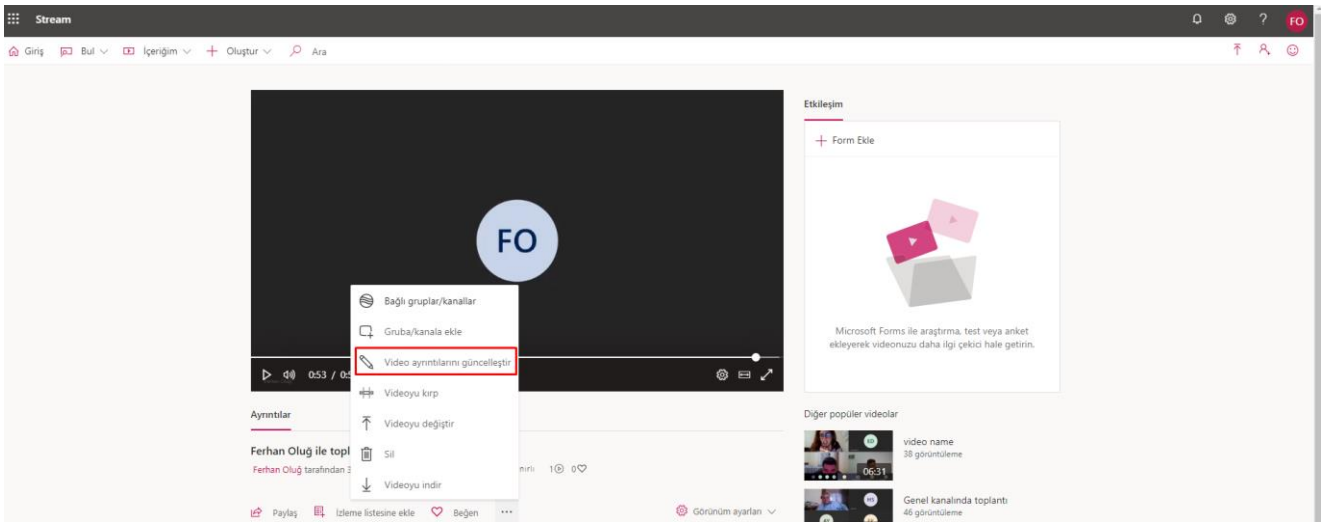 Stream
FO
Giriş Bul İçeriğim Oluştur Ara
FO
Bağlı gruplar/kanallar
Gruba/kanala ekle
Video ayrıntılarını güncelleştir
Videoyu kırp
Videoyu değiştir
Sil
Videoyu indir
0:53 /
Ayrıntılar
Ferhan Oluğ ile topl
Ferhan Oluğ tarafından 3
1 0
Paylaş İzleme listesine ekle Beğen ...
Görünüm ayarları
Etkileşim
Form Ekle
Microsoft Forms ile araştırma, test veya anket
ekleyerek videonuzu daha ilgi çekici hale getirin.
Diğer popüler videolar
06:31
video name
38 görüntüleme
HS
Genel kanalında toplantı
46 görüntüleme